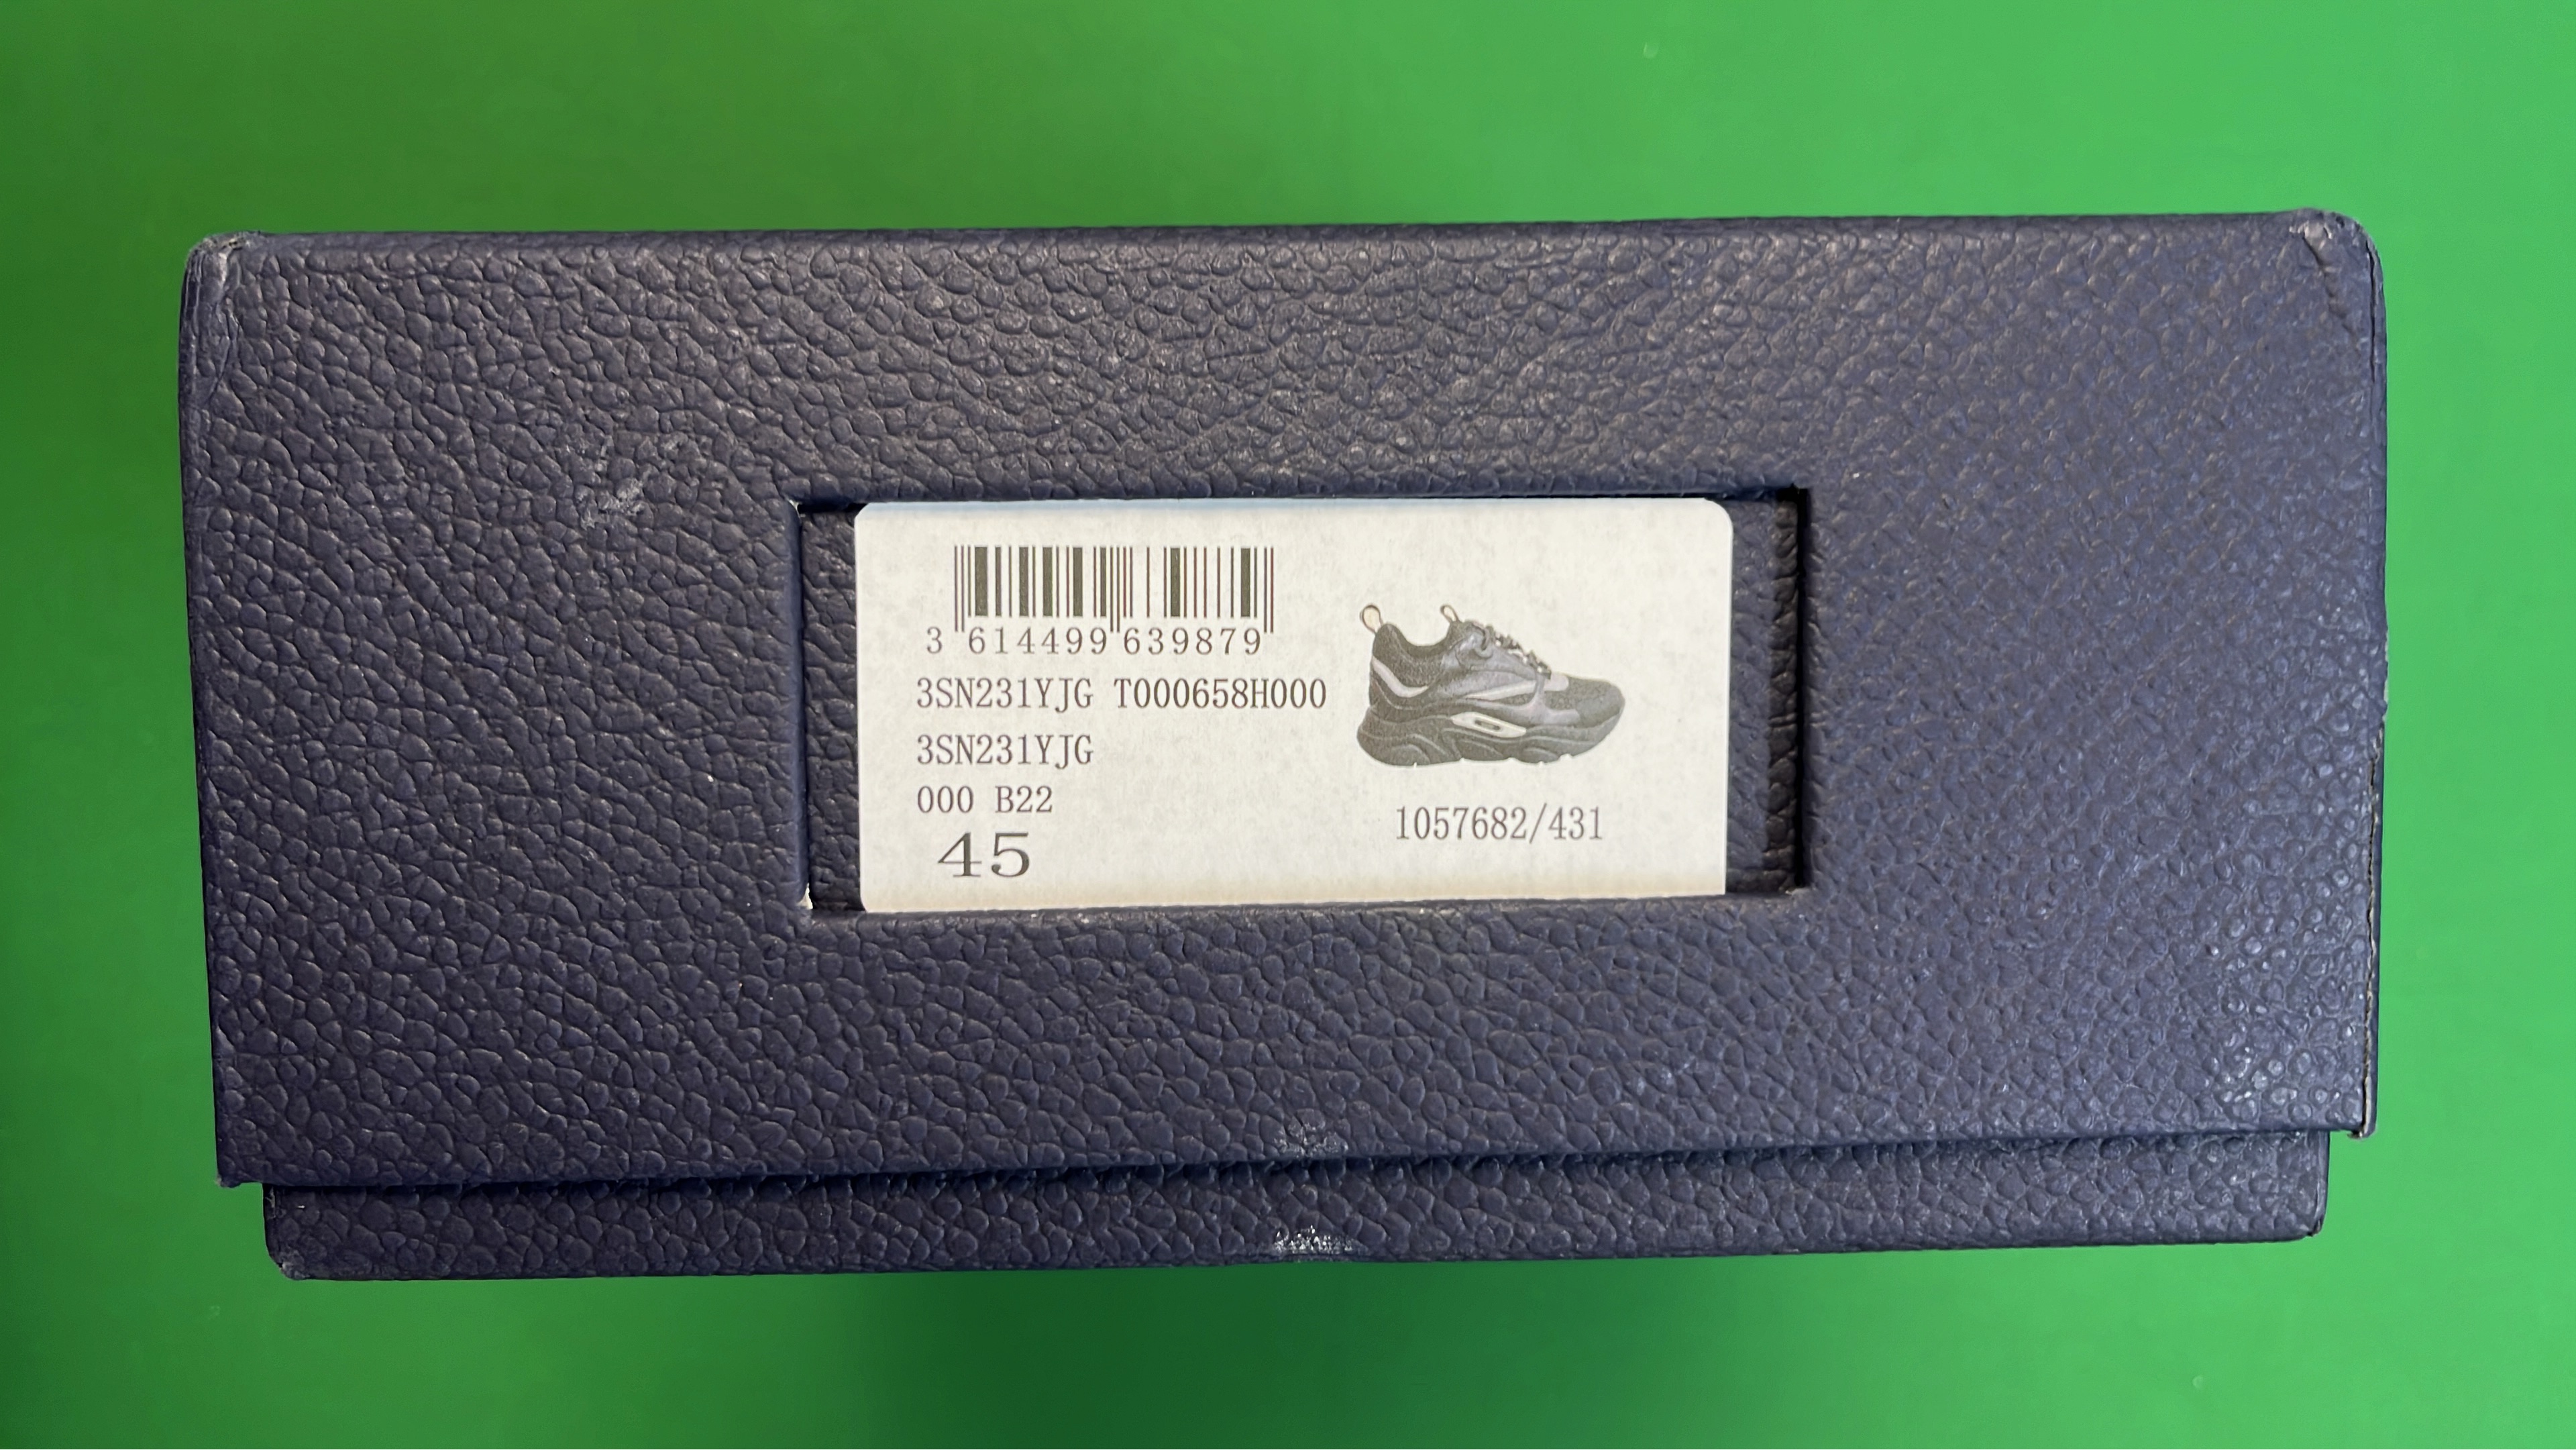 3 614499 639879
3SN231YJG T000658H000
3SN231YJG
000 B22
45
1057682/431